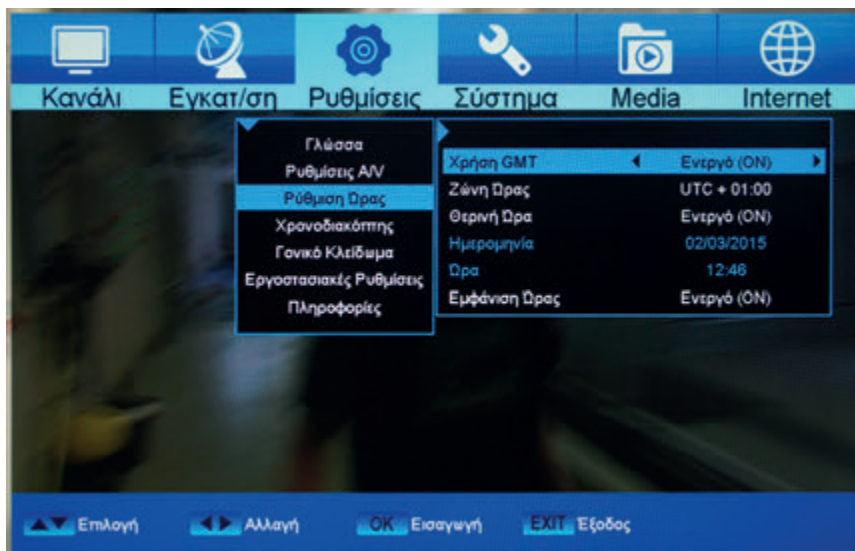 Κανάλι Εγκατ/ση Ρυθμίσεις Σύστημα Media Internet
Γλώσσα
Ρυθμίσεις A/V
Ρύθμιση Ώρας
Χρονοδιακόπτης
Γονικό Κλείδωμα
Εργοστασιακές Ρυθμίσεις
Πληροφορίες
Χρήση GMT Ενεργό (ON)
Ζώνη Ώρας UTC + 01:00
Θερινή Ώρα Ενεργό (ON)
Ημερομηνία 02/03/2015
Ώρα 12:46
Εμφάνιση Ώρας Ενεργό (ON)
Επιλογή Αλλαγή OK Εισαγωγή EXIT Έξοδος